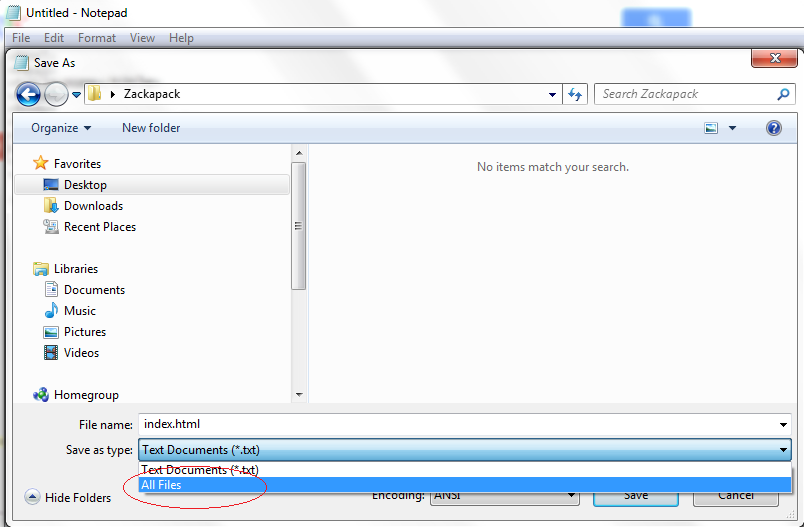 Untitled - Notepad
File Edit Format View Help
Save As
Zackapack Search Zackapack
Organize New folder
Favorites
No items match your search.
Desktop
Downloads
Recent Places
Libraries
Documents
Music
Pictures
Videos
Homegroup
File name: index.html
Save as type: Text Documents (*.txt)
Text Documents (*.txt)
All Files
Hide Folders Encoding: ANSI Save Cancel